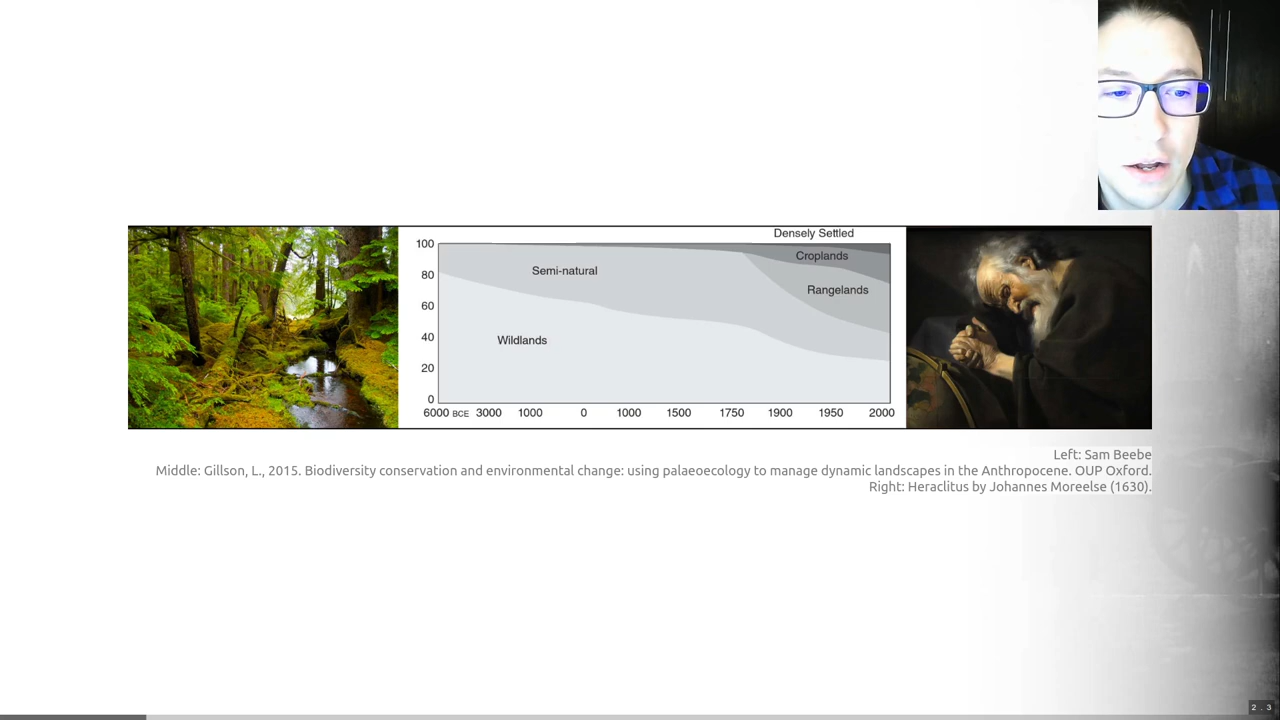 Densely Settled
100
Croplands
Semi-natural
80
Rangelands
60
Wildlands
40
20
0
6000 BCE 3000 1000 0 1000 1500 1750 1900 1950 2000
Left: Sam Beebe
Middle: Gillson, L., 2015. Biodiversity conservation and environmental change: using palaeoecology to manage dynamic landscapes in the Anthropocene. OUP Oxford.
Right: Heraclitus by Johannes Moreelse (1630).
2 . 3